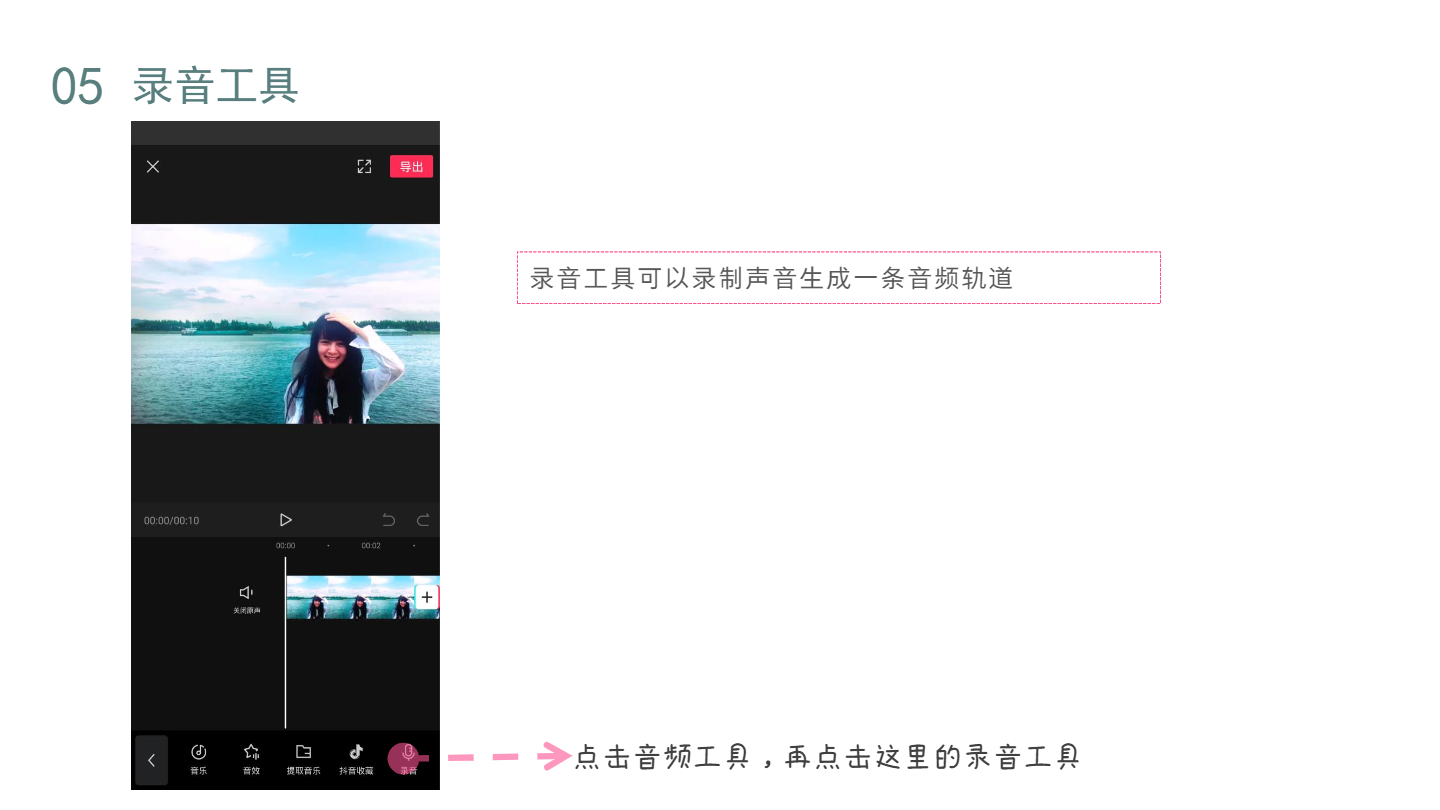 05 录音工具
导出
录音工具可以录制声音生成一条音频轨道
00:00/00:10
00:00
00:02
关闭原声
音乐
音效
提取音乐
抖音收藏
录音
点击音频工具，再点击这里的录音工具